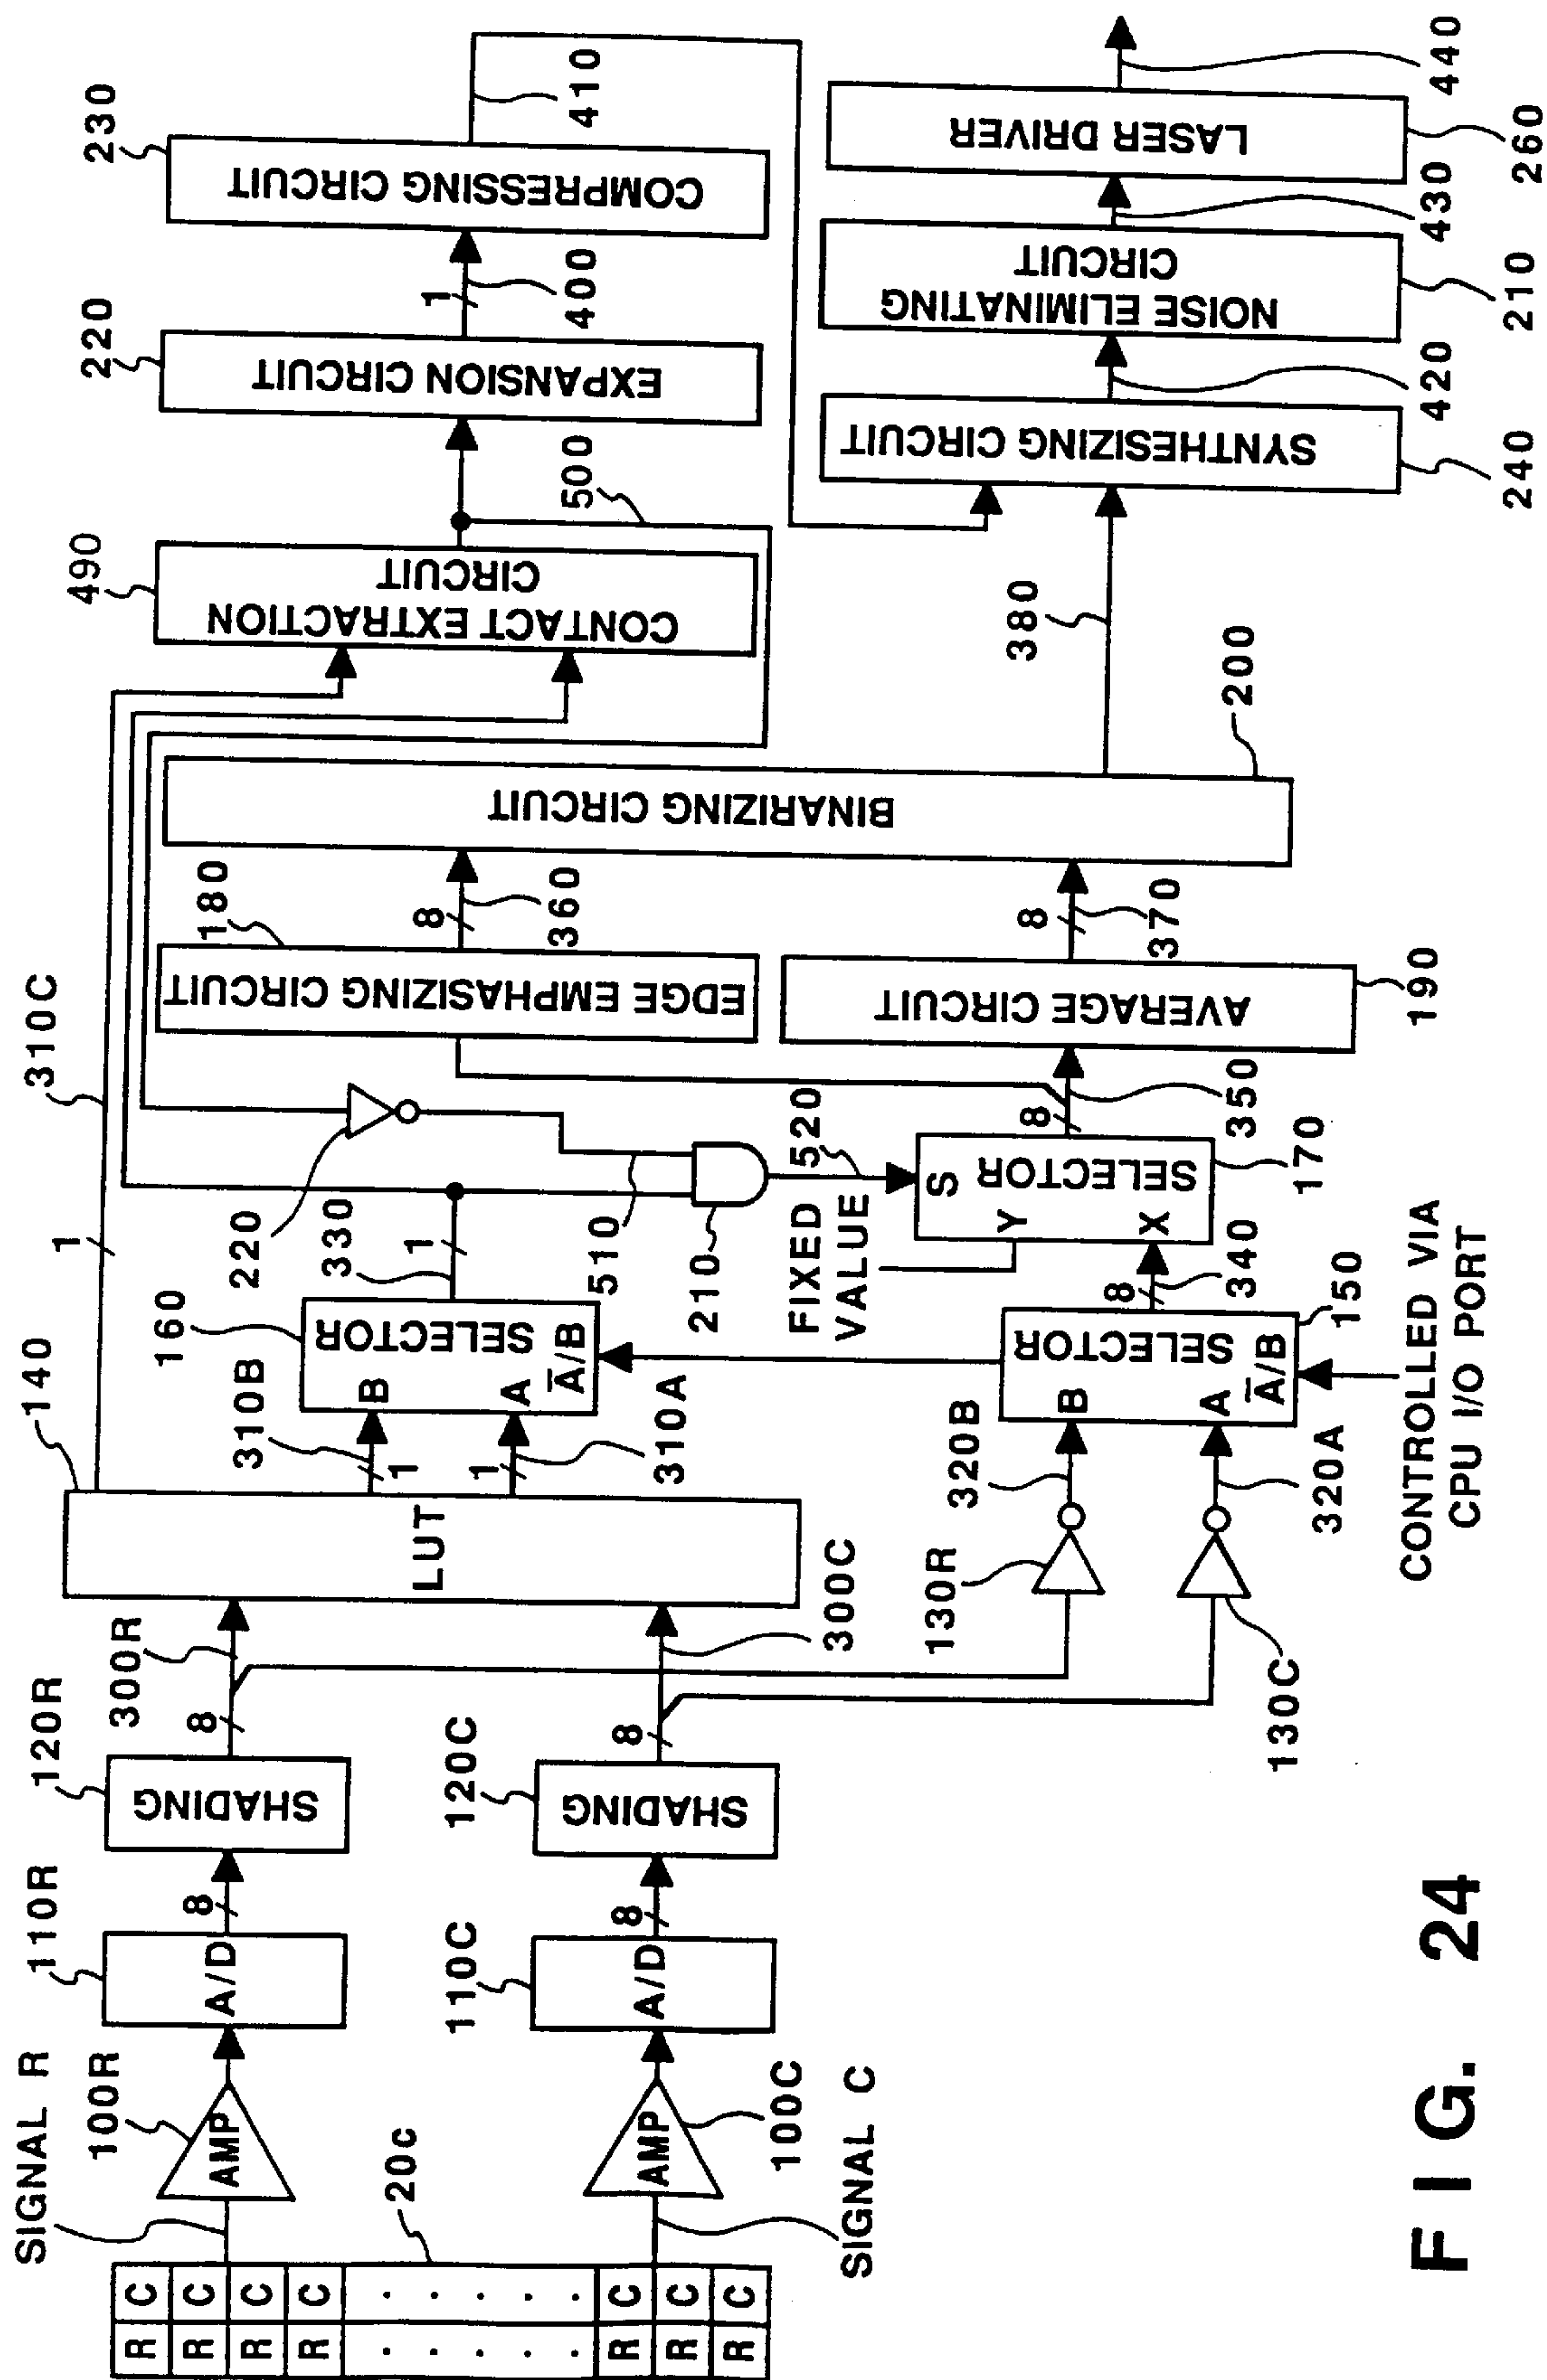 SIGNAL R
100R
AMP
110R
A/D
8
120R
SHADING
8
300R
140
LUT
1
310C
310B
1
1
310A
160
B
A
SELECTOR
A̅/B
330
1
220
510
210
520
FIXED
VALUE
S
Y
X
SELECTOR
170
8
340
8
350
180
EDGE EMPHASIZING CIRCUIT
8
360
AVERAGE CIRCUIT
190
8
370
BINARIZING CIRCUIT
200
380
490
CONTACT EXTRACTION
CIRCUIT
500
220
EXPANSION CIRCUIT
1
400
230
COMPRESSING CIRCUIT
410
SYNTHESIZING CIRCUIT
240
420
NOISE ELIMINATING
CIRCUIT
210
430
LASER DRIVER
260
440
R C
R C
R C
R C
. .
. .
. .
. .
. .
R C
R C
R C
20c
AMP
100C
SIGNAL C
110C
A/D
8
120C
SHADING
8
300C
130R
130C
320B
320A
B
A
SELECTOR
A̅/B
150
CONTROLLED VIA
CPU I/O PORT
FIG. 24